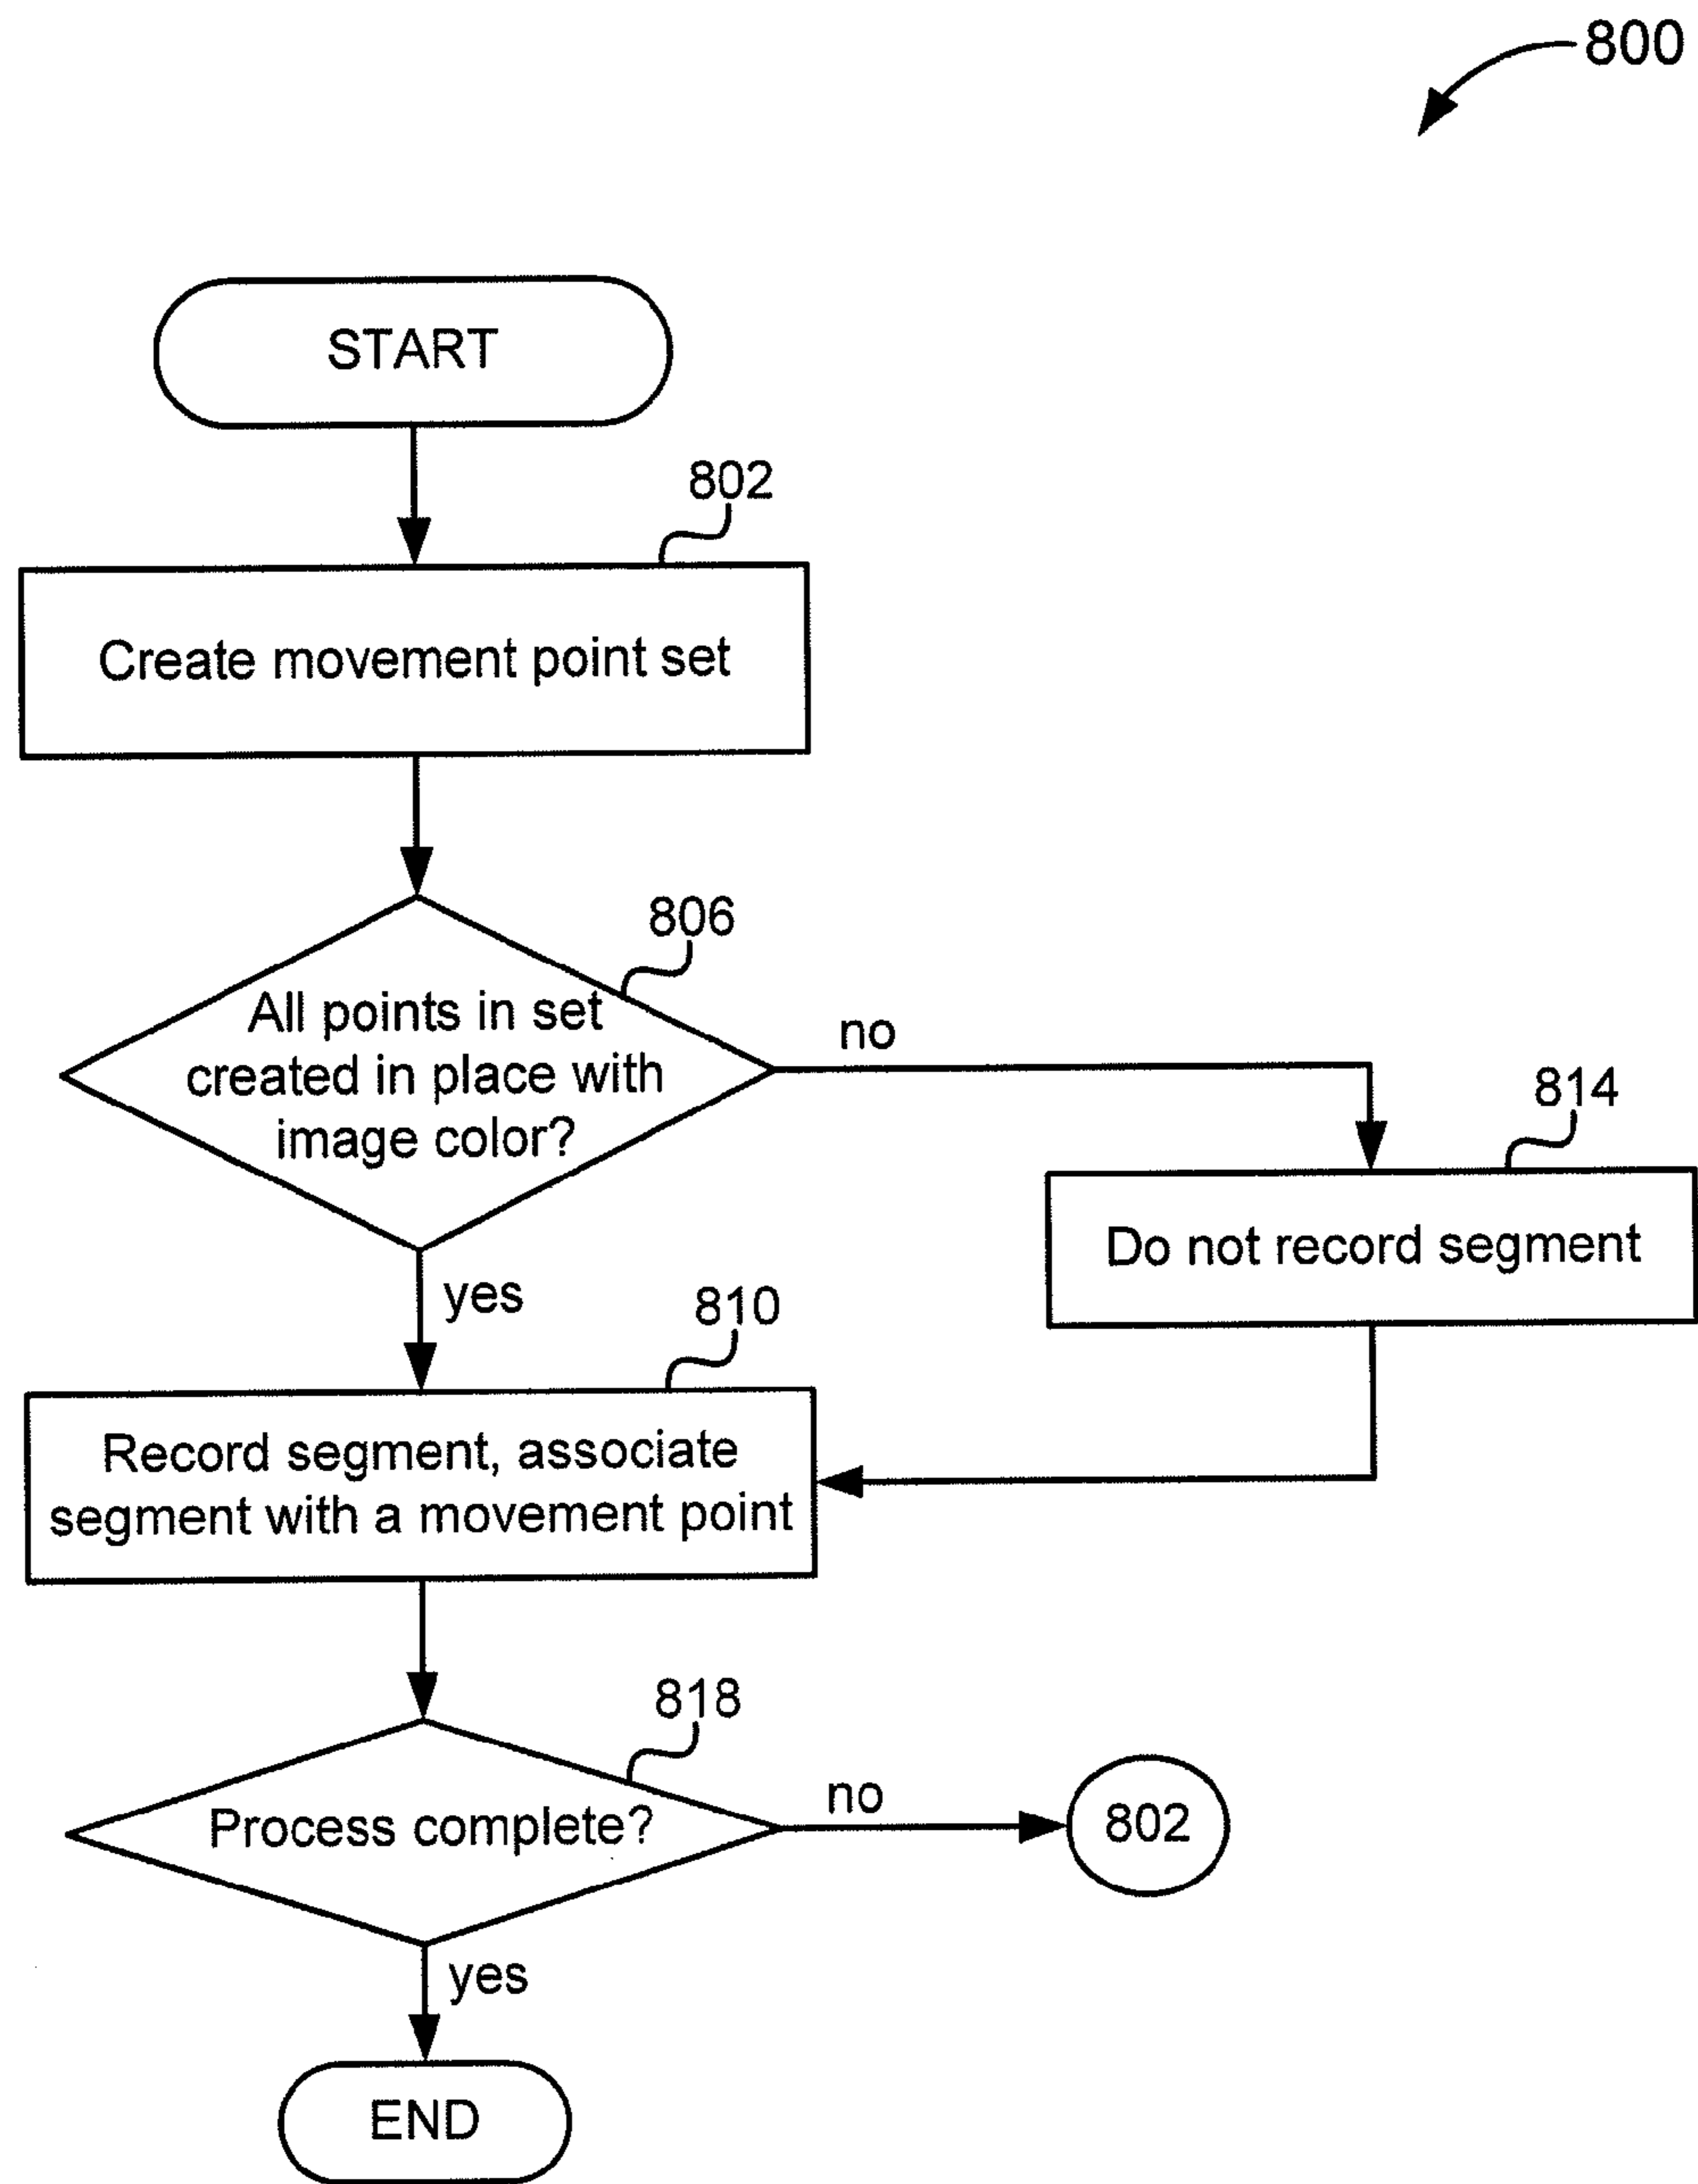 800
START
802
Create movement point set
806
All points in set
created in place with
image color?
no
814
Do not record segment
yes
810
Record segment, associate
segment with a movement point
818
Process complete?
no
802
yes
END